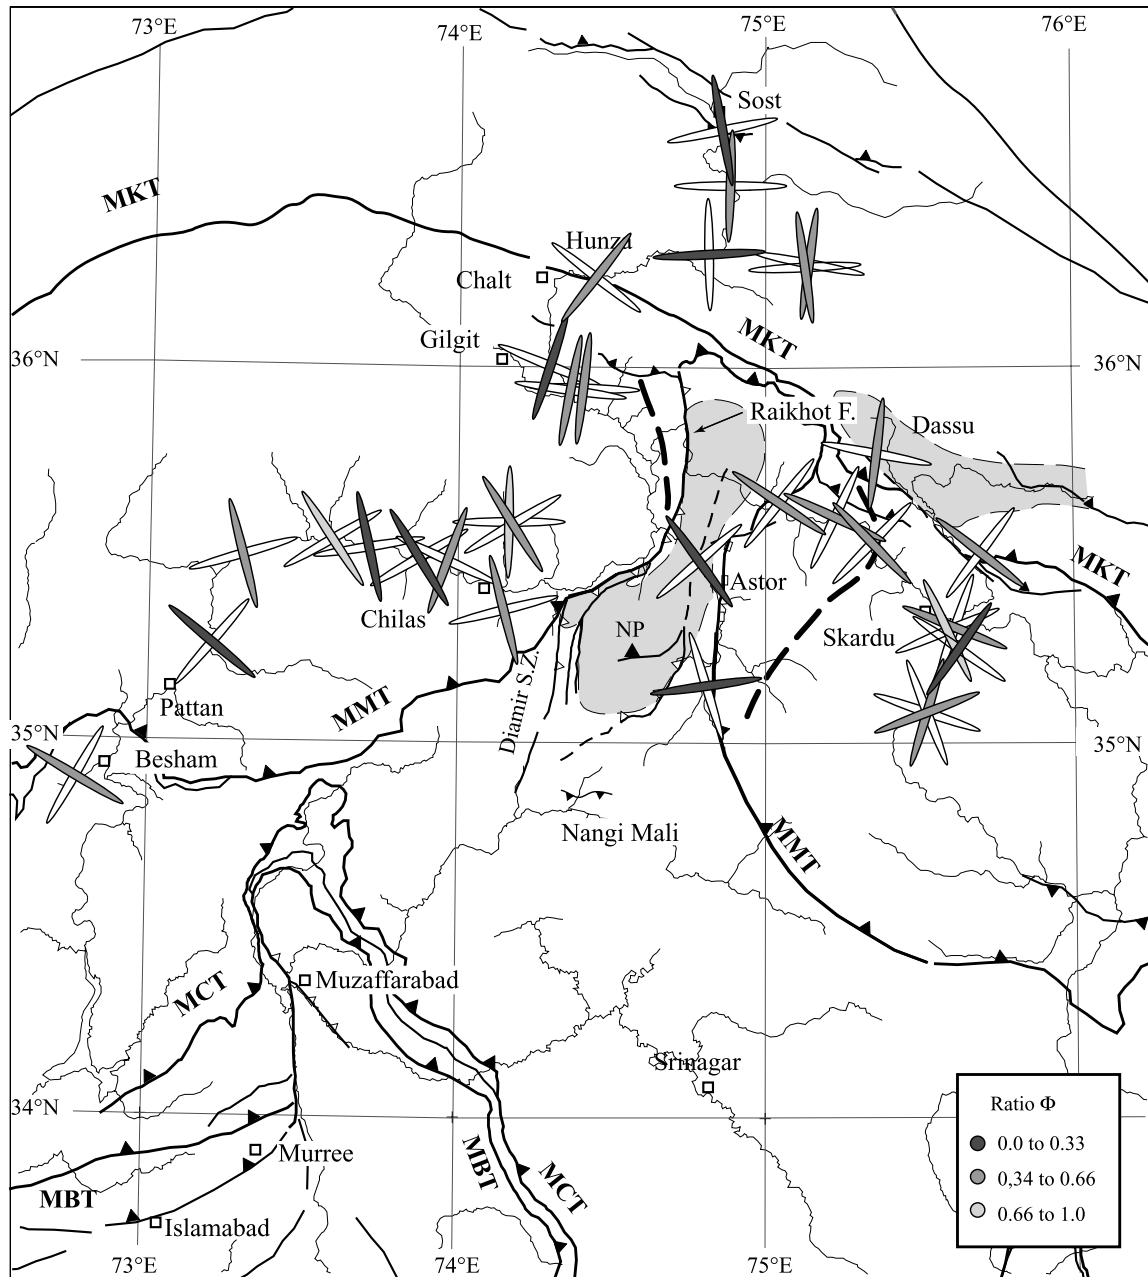 73°E
74°E
75°E
76°E
Sost
MKT
Hunza
Chalt
Gilgit
MKT
36°N
36°N
Raikhot F.
Dassu
MKT
Astor
Chilas
NP
Skardu
Diamir S.Z.
Pattan
MMT
35°N
35°N
Besham
Nangi Mali
MMT
Muzaffarabad
MCT
Srinagar
34°N
Ratio Φ
0.0 to 0.33
0,34 to 0.66
0.66 to 1.0
Murree
MBT
MCT
MBT
Islamabad
73°E
74°E
75°E